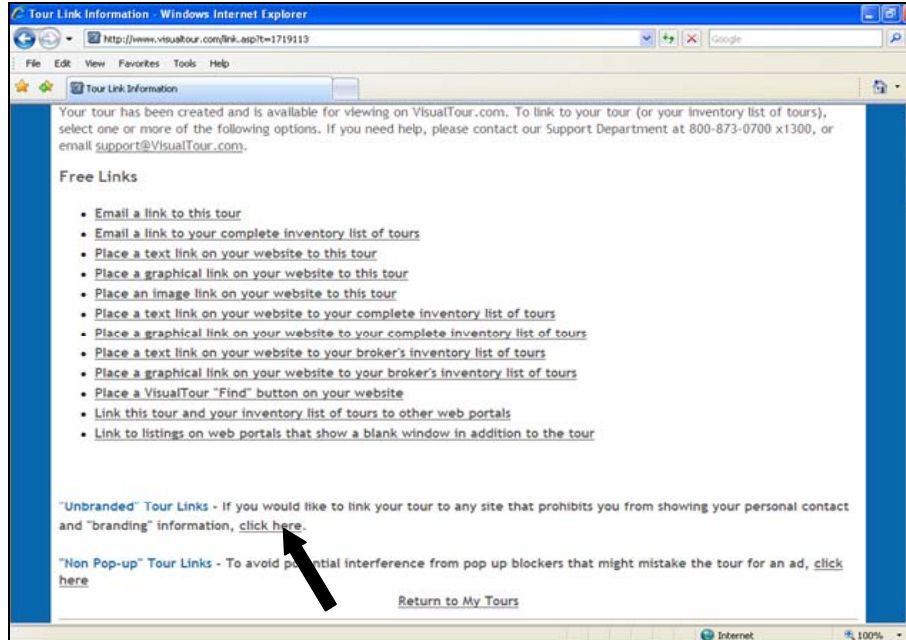 Tour Link Information - Windows Internet Explorer
http://www.visualtour.com/link.asp?t=1719113
Google
File Edit View Favorites Tools Help
Tour Link Information
Your tour has been created and is available for viewing on VisualTour.com. To link to your tour (or your inventory list of tours),
select one or more of the following options. If you need help, please contact our Support Department at 800-873-0700 x1300, or
email support@VisualTour.com.
Free Links
• Email a link to this tour
• Email a link to your complete inventory list of tours
• Place a text link on your website to this tour
• Place a graphical link on your website to this tour
• Place an image link on your website to this tour
• Place a text link on your website to your complete inventory list of tours
• Place a graphical link on your website to your complete inventory list of tours
• Place a text link on your website to your broker's inventory list of tours
• Place a graphical link on your website to your broker's inventory list of tours
• Place a VisualTour "Find" button on your website
• Link this tour and your inventory list of tours to other web portals
• Link to listings on web portals that show a blank window in addition to the tour
"Unbranded" Tour Links - If you would like to link your tour to any site that prohibits you from showing your personal contact
and "branding" information, click here.
"Non Pop-up" Tour Links - To avoid potential interference from pop up blockers that might mistake the tour for an ad, click
here
Return to My Tours
Internet
100%